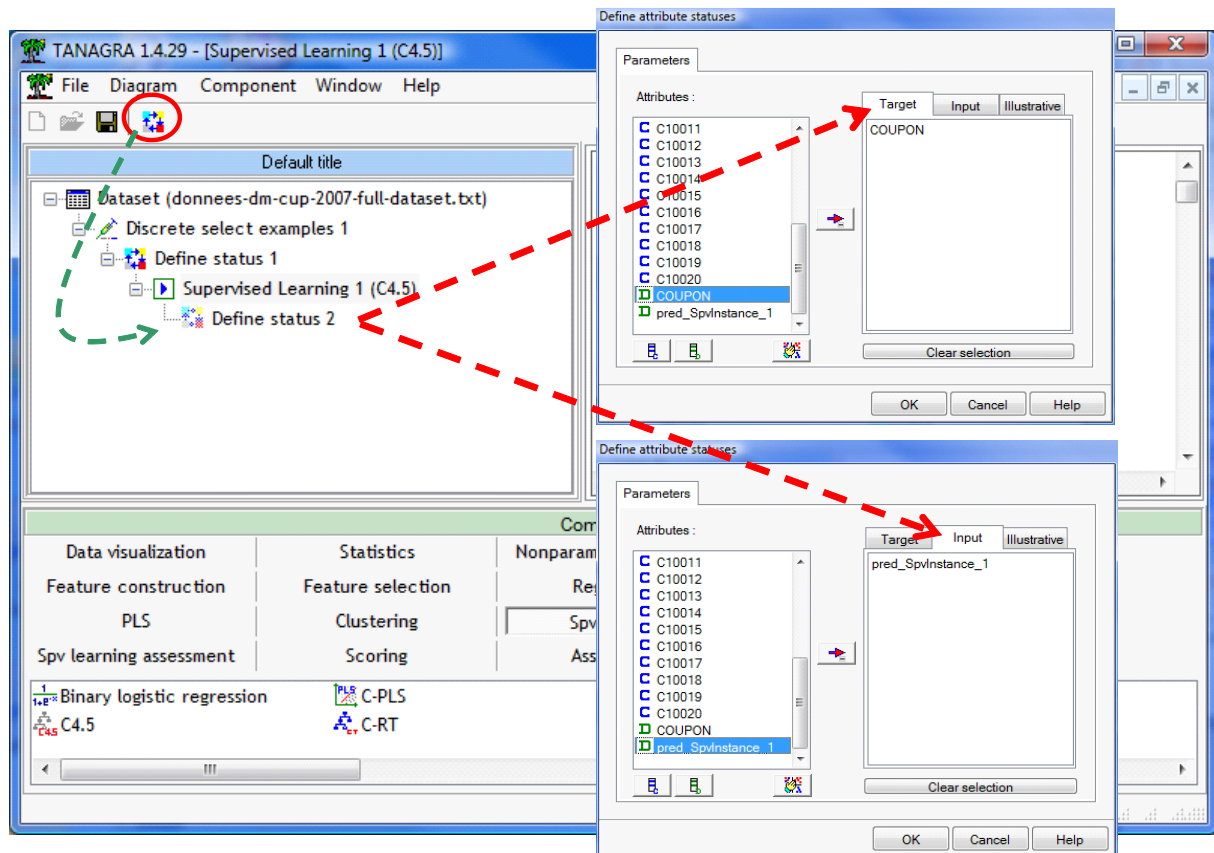 TANAGRA 1.4.29 - [Supervised Learning 1 (C4.5)]
File Diagram Component Window Help
Default title
Dataset (donnees-dm-cup-2007-full-dataset.txt)
Discrete select examples 1
Define status 1
Supervised Learning 1 (C4.5)
Define status 2
Data visualization Statistics
Feature construction Feature selection
PLS Clustering
Spv learning assessment Scoring
Binary logistic regression C-PLS
C4.5 C-RT
Define attribute statuses
Parameters
Attributes :
Target Input Illustrative
C10011
C10012
C10013
C10014
C10015
C10016
C10017
C10018
C10019
C10020
COUPON
pred_SpvInstance_1
COUPON
Clear selection
OK Cancel Help
Define attribute statuses
Parameters
Attributes :
Target Input Illustrative
C10011
C10012
C10013
C10014
C10015
C10016
C10017
C10018
C10019
C10020
COUPON
pred_SpvInstance_1
pred_SpvInstance_1
Clear selection
OK Cancel Help